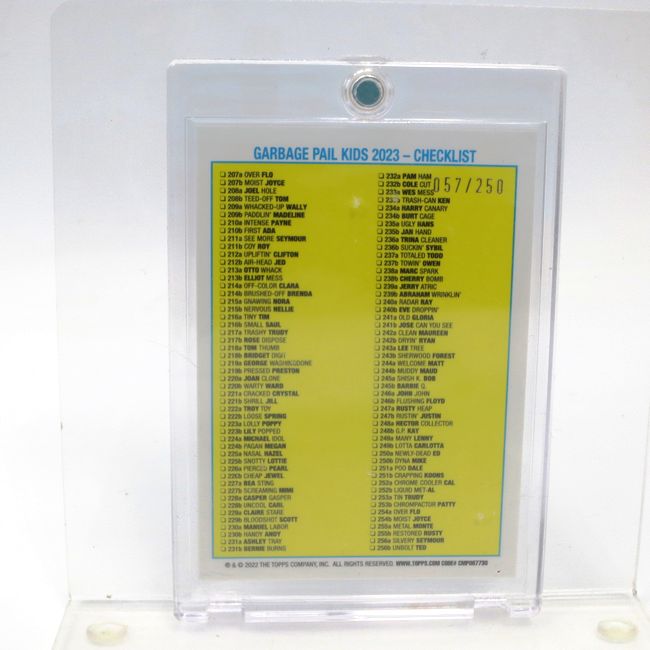 GARBAGE PAIL KIDS 2023 – CHECKLIST
207a OVER FLO
207b MOIST JOYCE
208a JOEL HOLE
208b TEED-OFF TOM
209a WHACKED-UP WALLY
209b PADDLIN' MADELINE
210a INTENSE PAYNE
210b FIRST ADA
211a SEE MORE SEYMOUR
211b COY ROY
212a UPLIFTIN' CLIFTON
212b AIR-HEAD JED
213a OTTO WHACK
213b ELLIOT MESS
214a OFF-COLOR CLARA
214b BRUSHED-OFF BRENDA
215a GNAWING NORA
215b NERVOUS NELLIE
216a TINY TIM
216b SMALL SAUL
217a TRASHY TRUDY
217b ROSE DISPOSE
218a TOM THUMB
218b BRIDGET DIGIT
219a GEORGE WASHINGDONE
219b PRESSED PRESTON
220a JOAN CLONE
220b WARTY WARD
221a CRACKED CRYSTAL
221b SHRILL JILL
222a TROY TOY
222b LOOSE SPRING
223a LOLLY POPPY
223b LILY POPPED
224a MICHAEL IDOL
224b PAGAN MEGAN
225a NASAL HAZEL
225b SNOTTY LOTTIE
226a PIERCED PEARL
226b CHEAP JEWEL
227a BEA STING
227b SCREAMING MIMI
228a CASPER GASPER
228b UNCOOL CARL
229a CLAIRE STARE
229b BLOODSHOT SCOTT
230a MANUEL LABOR
230b HANDY ANDY
231a ASHLEY TRAY
231b BERNIE BURNS
232a PAM HAM
232b COLE CUT
057/250
233a WES MESS
233b TRASH-CAN KEN
234a HARRY CANARY
234b BURT CAGE
235a UGLY HANS
235b JAN HAND
236a TRINA CLEANER
236b SUCKIN' SYBIL
237a TOTALED TODD
237b TOWIN' OWEN
238a MARC SPARK
238b CHERRY BOMB
239a JERRY ATRIC
239b ABRAHAM WRINKLIN'
240a RADAR RAY
240b EVE DROPPIN'
241a OLD GLORIA
241b JOSE CAN YOU SEE
242a CLEAN MAUREEN
242b DRYIN' RYAN
243a LEE TREE
243b SHERWOOD FOREST
244a WELCOME MATT
244b MUDDY MAUD
245a SHISH K. BOB
245b BARBIE Q.
246a JOHN JOHN
246b FLUSHING FLOYD
247a RUSTY HEAP
247b RUSTIN' JUSTIN
248a HECTOR COLLECTOR
248b G.P. KAY
249a MANY LENNY
249b LOTTA CARLOTTA
250a NEWLY-DEAD ED
250b DYNA MIKE
251a POO DALE
251b CRAPPING KOONS
252a CHROME COOLER CAL
252b LIQUID MET-AL
253a TIN TRUDY
253b CHROMPACTOR PATTY
254a OVER FLO
254b MOIST JOYCE
255a METAL MONTE
255b RESTORED RUSTY
256a SILVERY SEYMOUR
256b UNBOLT TED
® & © 2022 THE TOPPS COMPANY, INC. ALL RIGHTS RESERVED. WWW.TOPPS.COM CODE# CMP087730